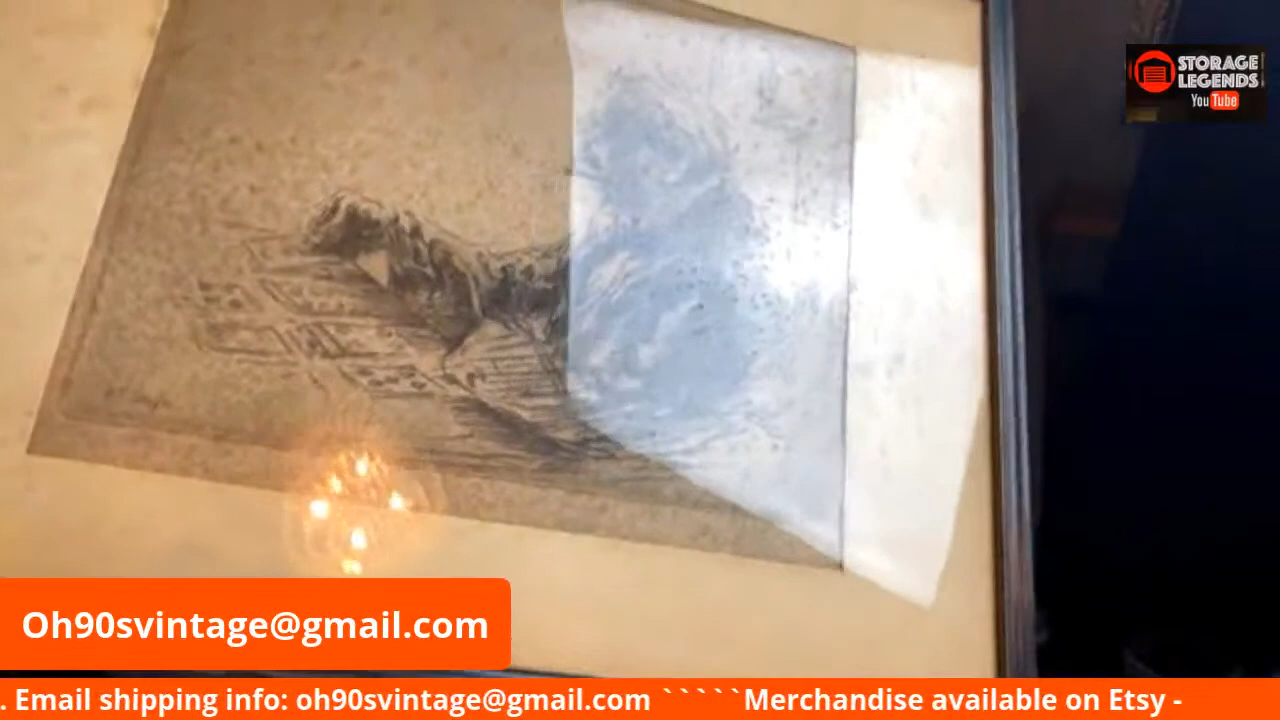 STORAGE
LEGENDS
YouTube
Oh90svintage@gmail.com
. Email shipping info: oh90svintage@gmail.com `````Merchandise available on Etsy -